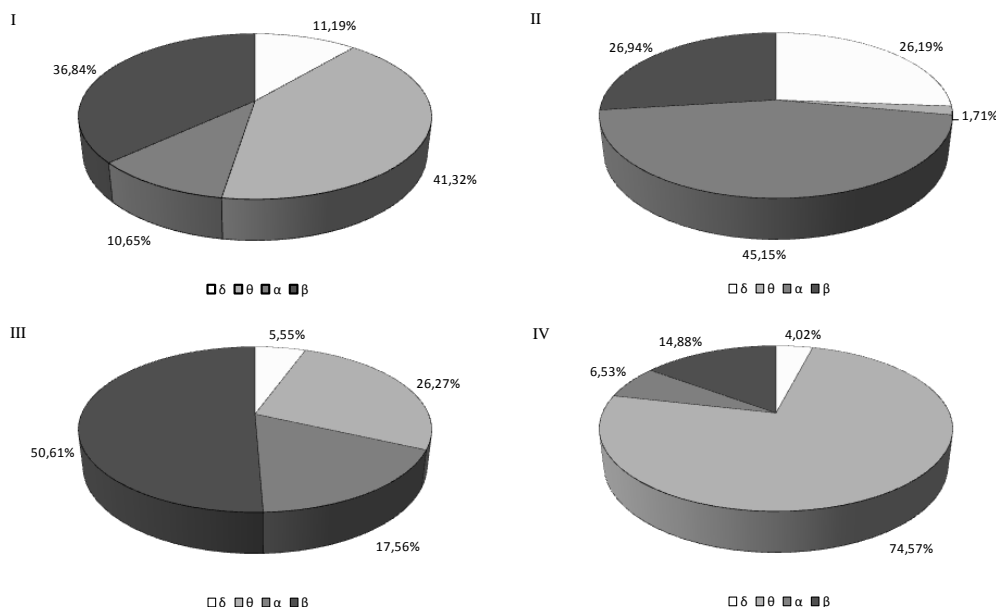 I
11,19%
36,84%
41,32%
10,65%
δ θ α β
II
26,94%
26,19%
1,71%
45,15%
δ θ α β
III
5,55%
26,27%
50,61%
17,56%
δ θ α β
IV
4,02%
14,88%
6,53%
74,57%
δ θ α β